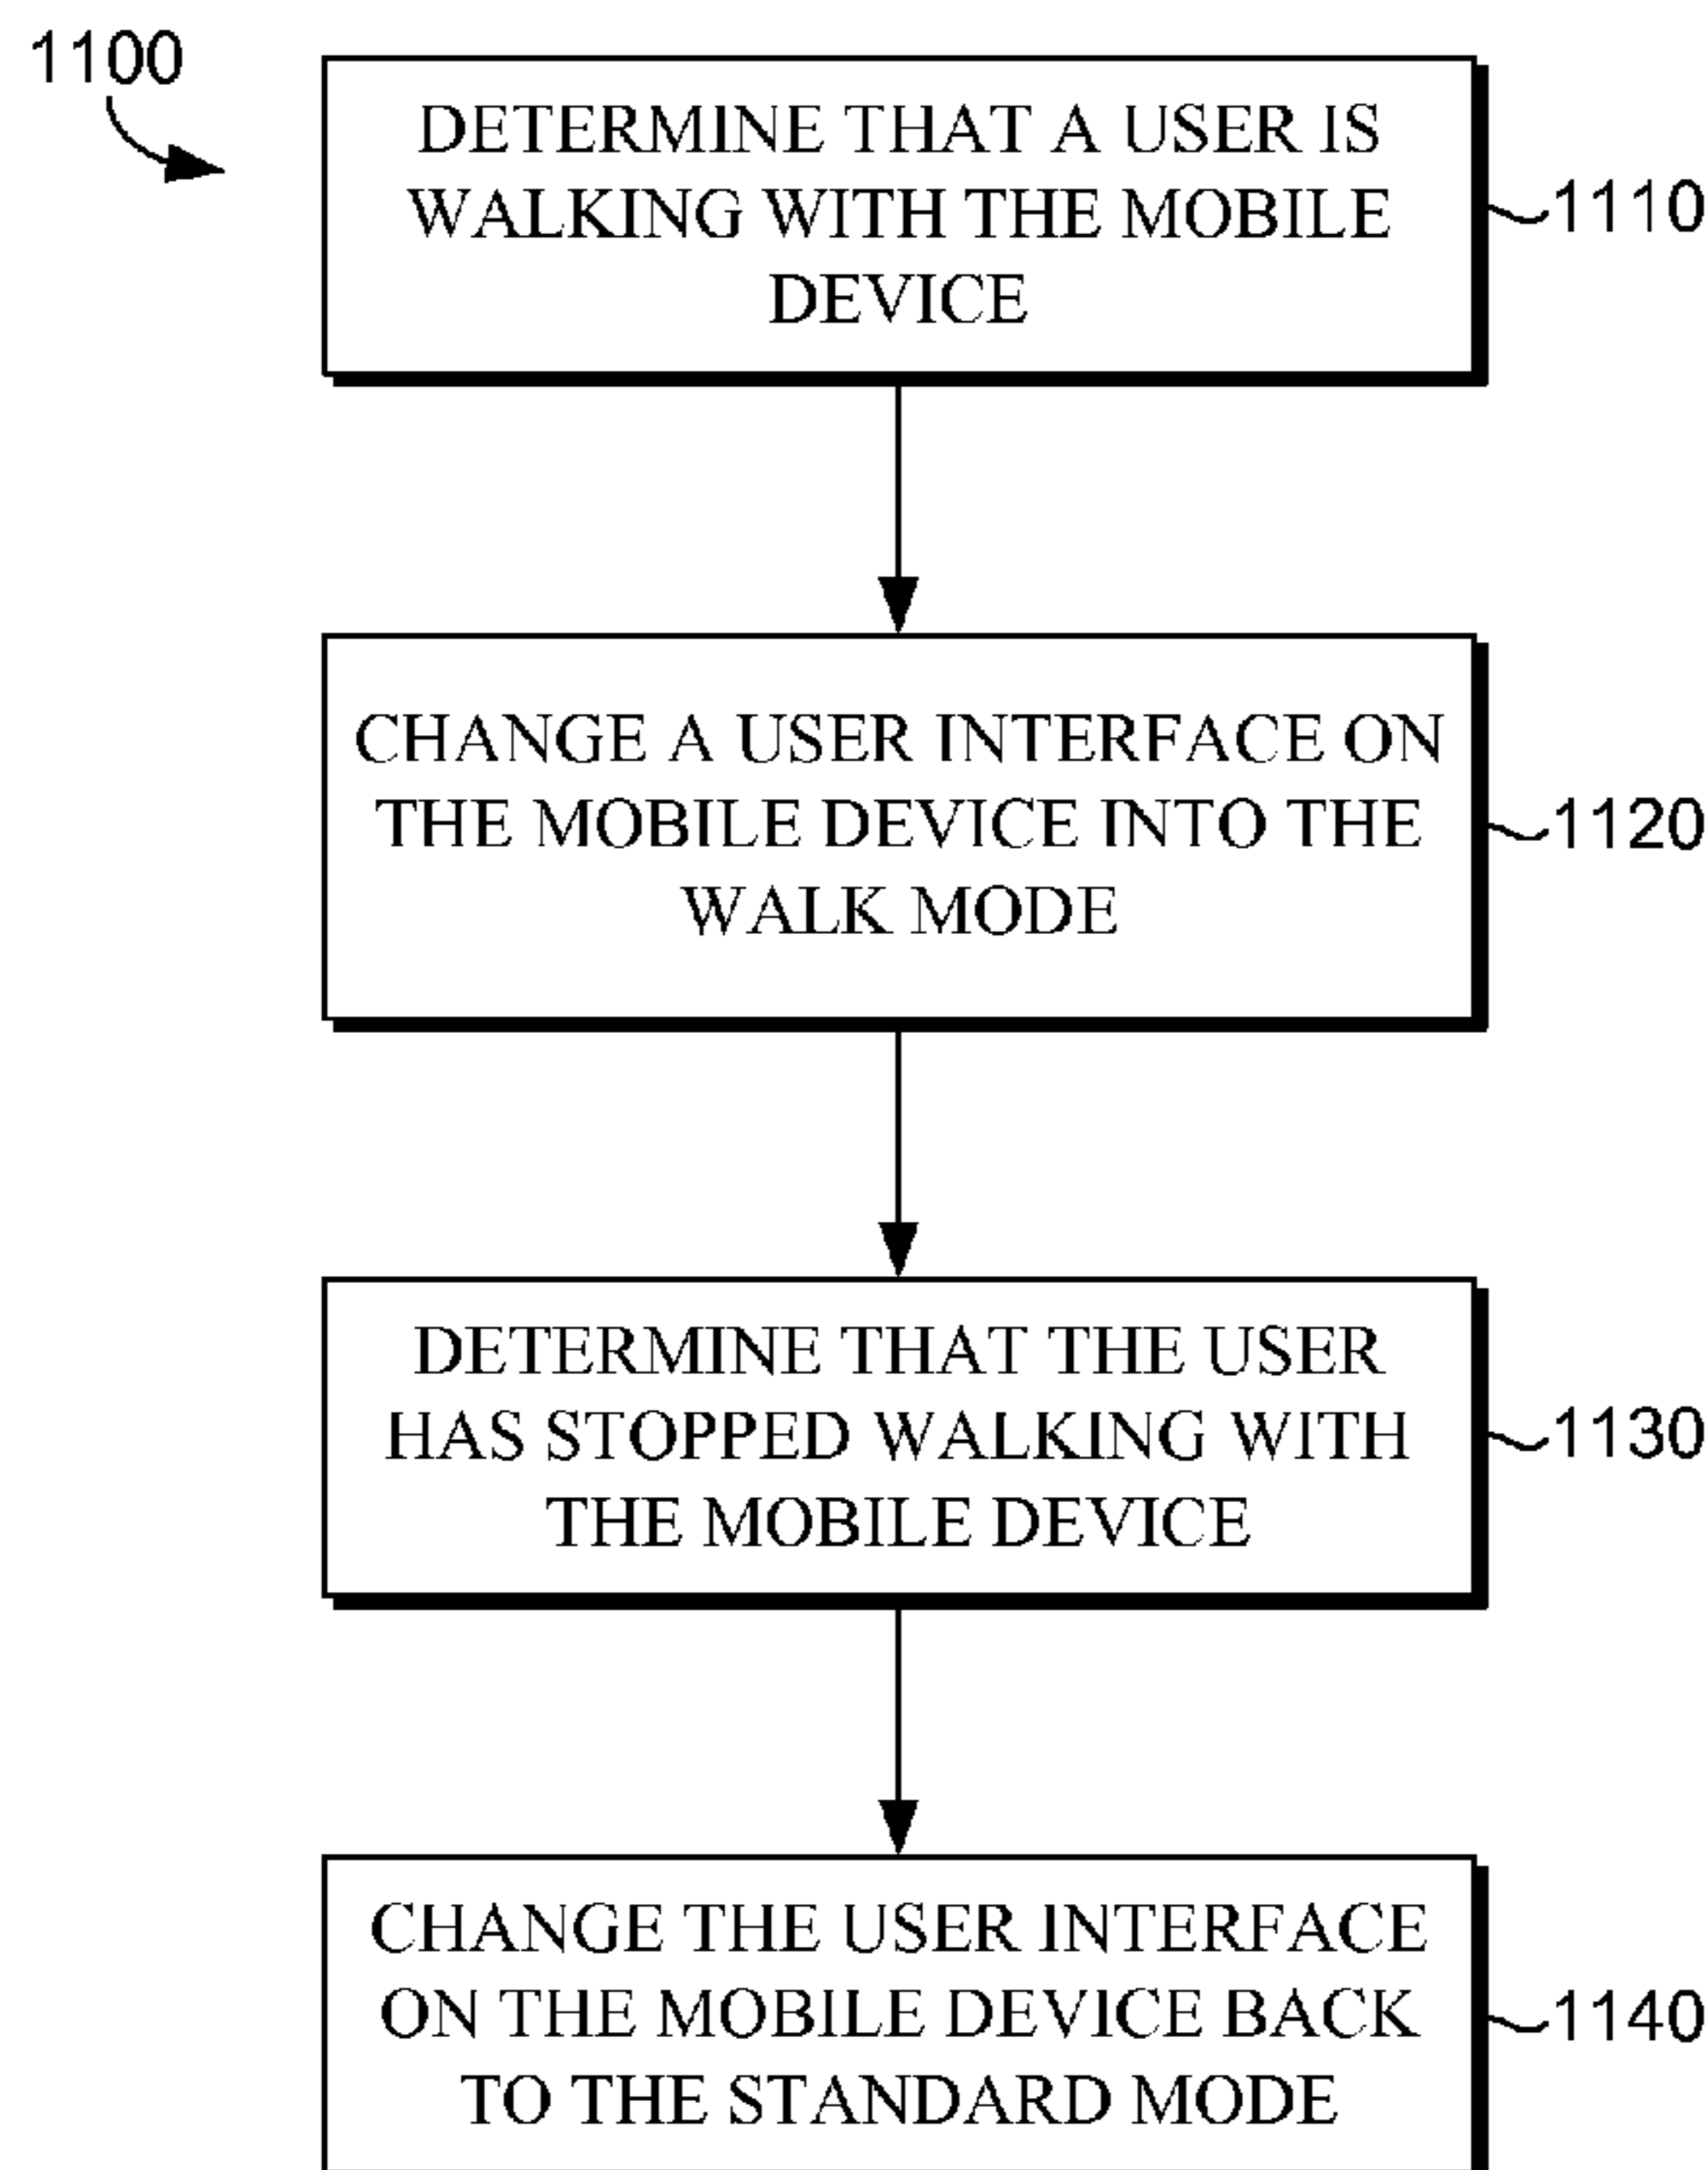 1100
DETERMINE THAT A USER IS
WALKING WITH THE MOBILE
DEVICE
1110
CHANGE A USER INTERFACE ON
THE MOBILE DEVICE INTO THE
WALK MODE
1120
DETERMINE THAT THE USER
HAS STOPPED WALKING WITH
THE MOBILE DEVICE
1130
CHANGE THE USER INTERFACE
ON THE MOBILE DEVICE BACK
TO THE STANDARD MODE
1140